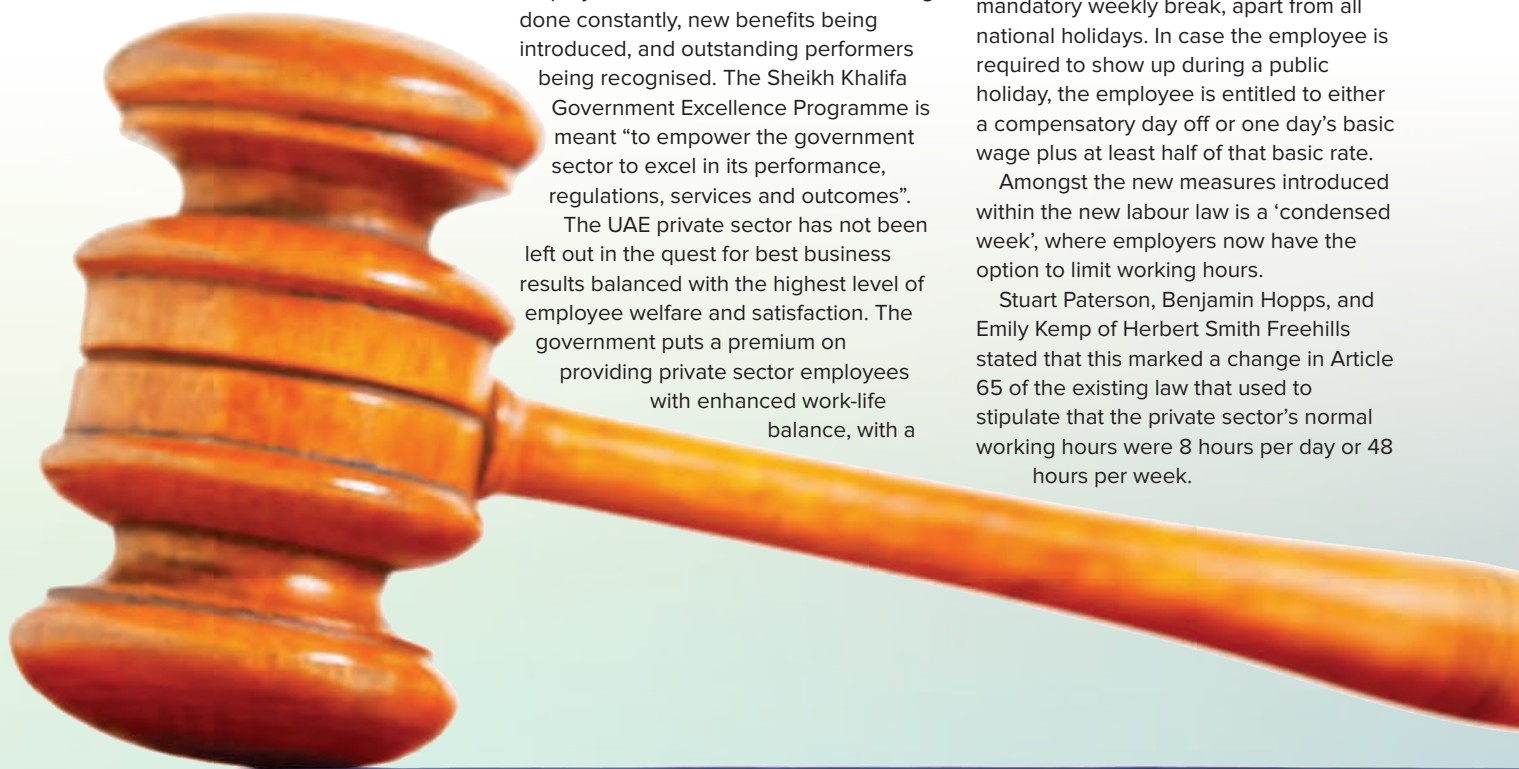 done constantly, new benefits being
introduced, and outstanding performers
being recognised. The Sheikh Khalifa
Government Excellence Programme is
meant “to empower the government
sector to excel in its performance,
regulations, services and outcomes”.
The UAE private sector has not been
left out in the quest for best business
results balanced with the highest level of
employee welfare and satisfaction. The
government puts a premium on
providing private sector employees
with enhanced work-life
balance, with a
mandatory weekly break, apart from all
national holidays. In case the employee is
required to show up during a public
holiday, the employee is entitled to either
a compensatory day off or one day’s basic
wage plus at least half of that basic rate.
Amongst the new measures introduced
within the new labour law is a ‘condensed
week’, where employers now have the
option to limit working hours.
Stuart Paterson, Benjamin Hopps, and
Emily Kemp of Herbert Smith Freehills
stated that this marked a change in Article
65 of the existing law that used to
stipulate that the private sector’s normal
working hours were 8 hours per day or 48
hours per week.